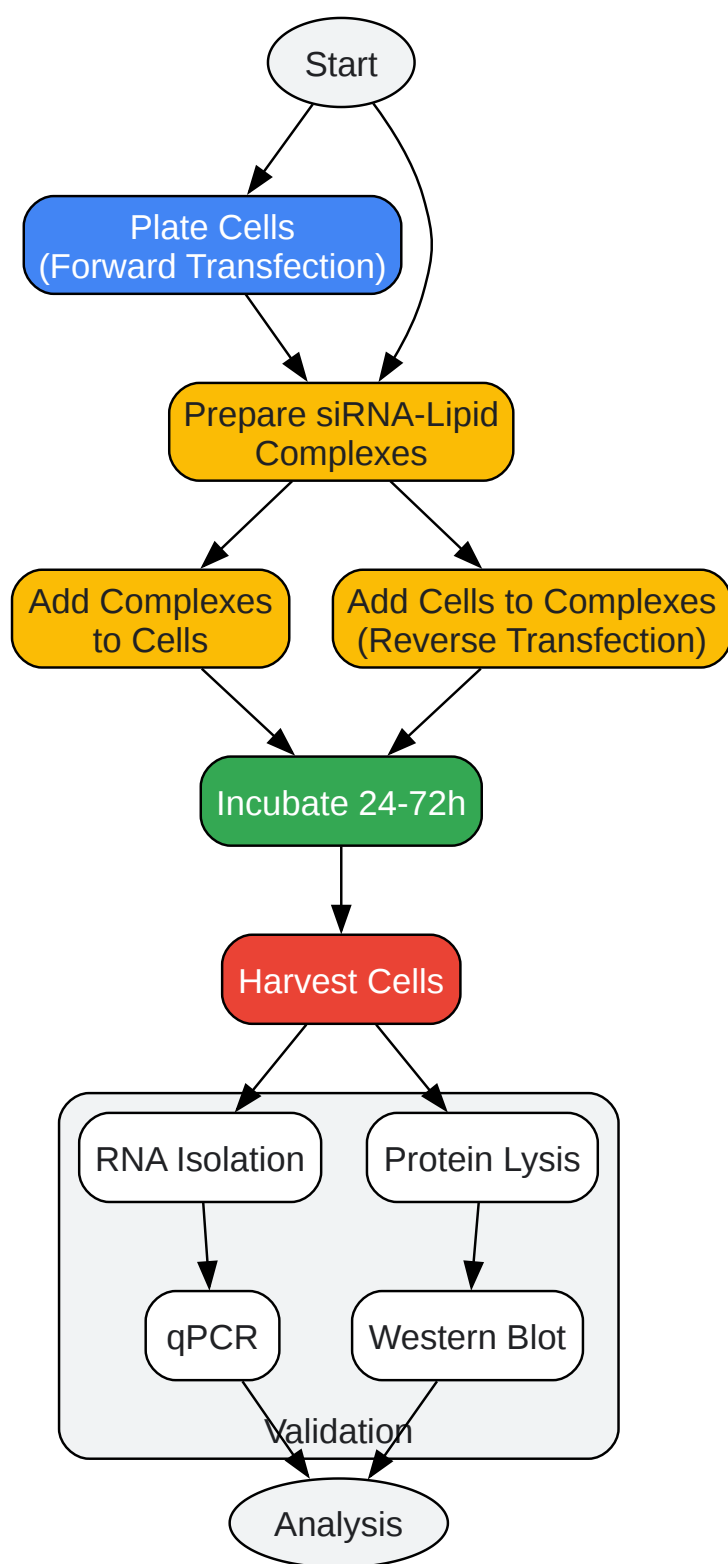 Start
Plate Cells
(Forward Transfection)
Prepare siRNA-Lipid
Complexes
Add Complexes
to Cells
Add Cells to Complexes
(Reverse Transfection)
Incubate 24-72h
Harvest Cells
RNA Isolation
Protein Lysis
qPCR
Western Blot
Validation
Analysis